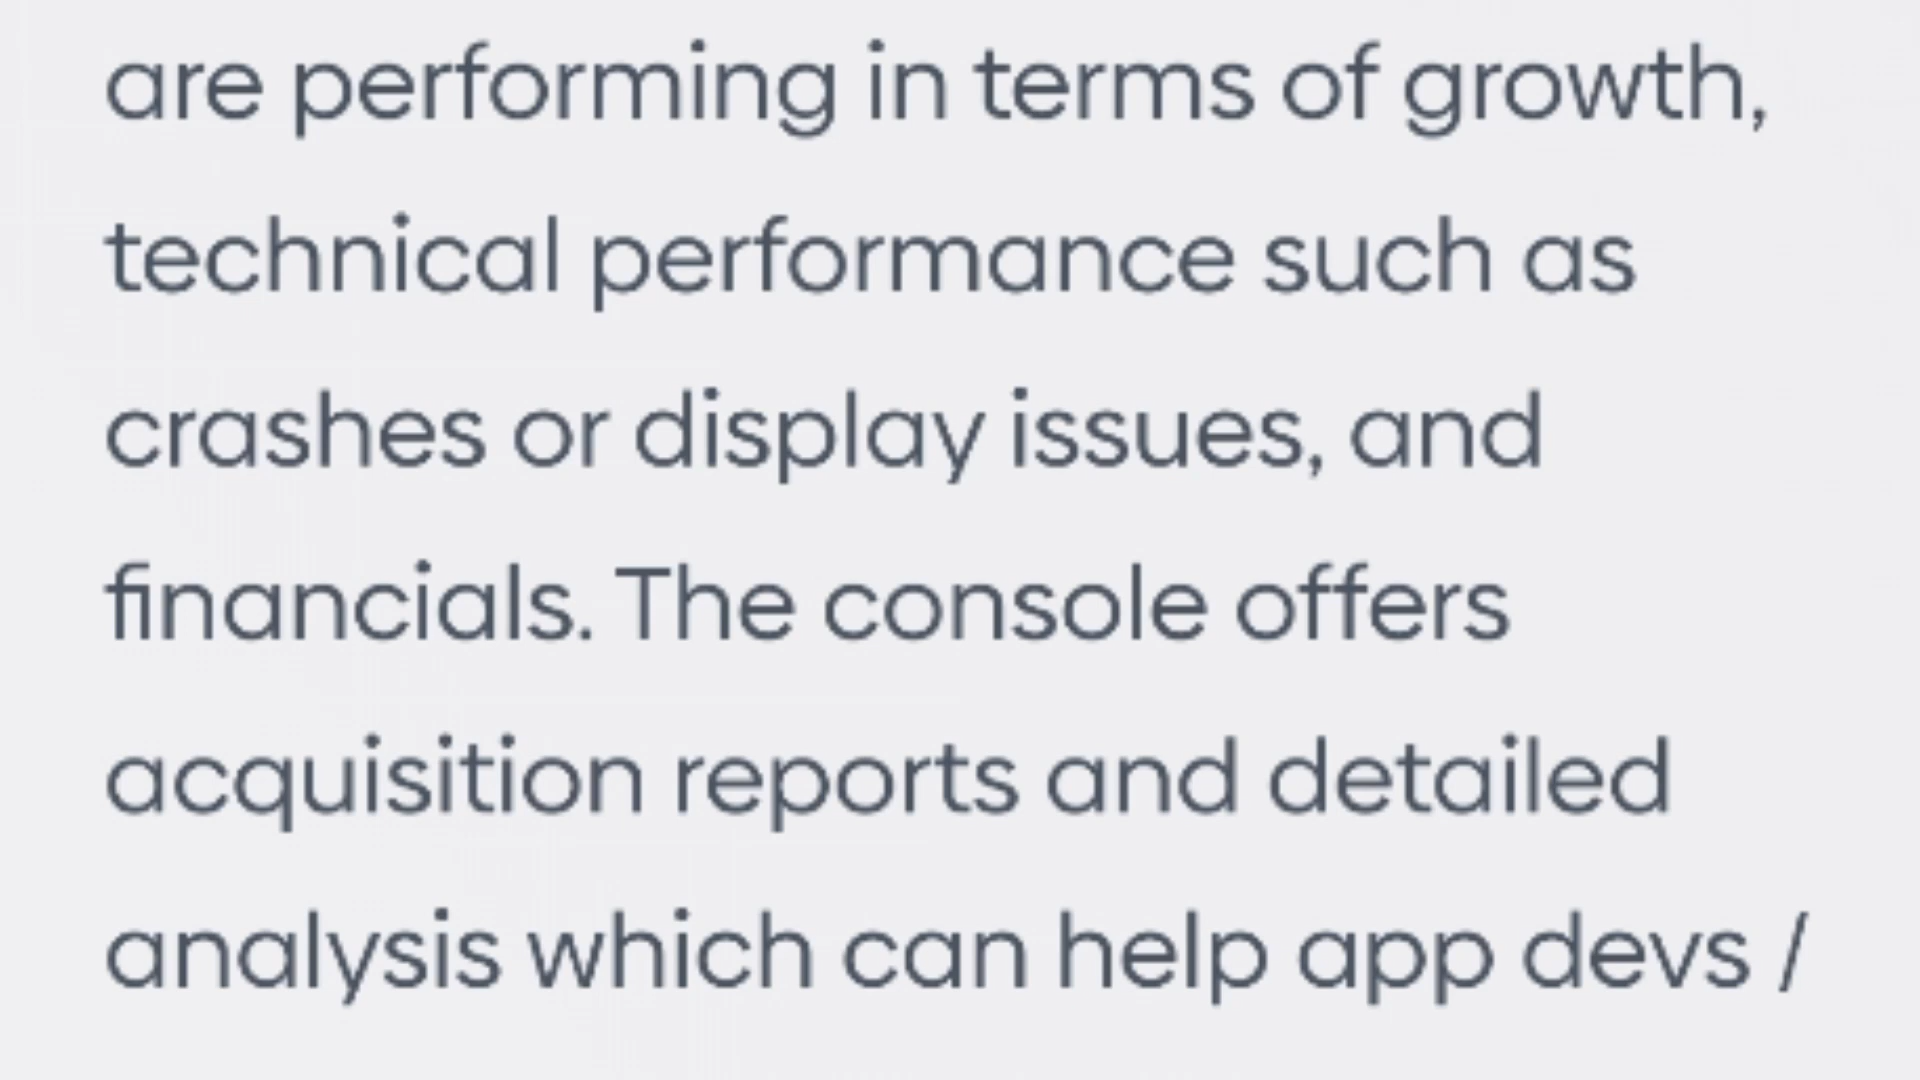 are performing in terms of growth,
technical performance such as
crashes or display issues, and
financials. The console offers
acquisition reports and detailed
analysis which can help app devs /